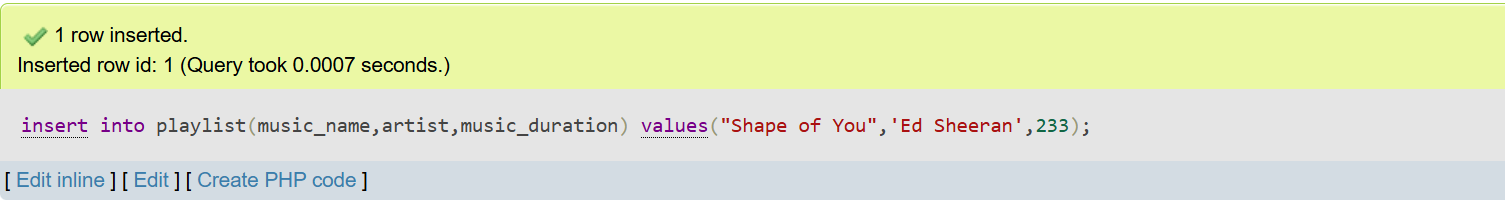 1 row inserted.
Inserted row id: 1 (Query took 0.0007 seconds.)
insert into playlist(music_name,artist,music_duration) values("Shape of You",'Ed Sheeran',233);
[ Edit inline ] [ Edit ] [ Create PHP code ]